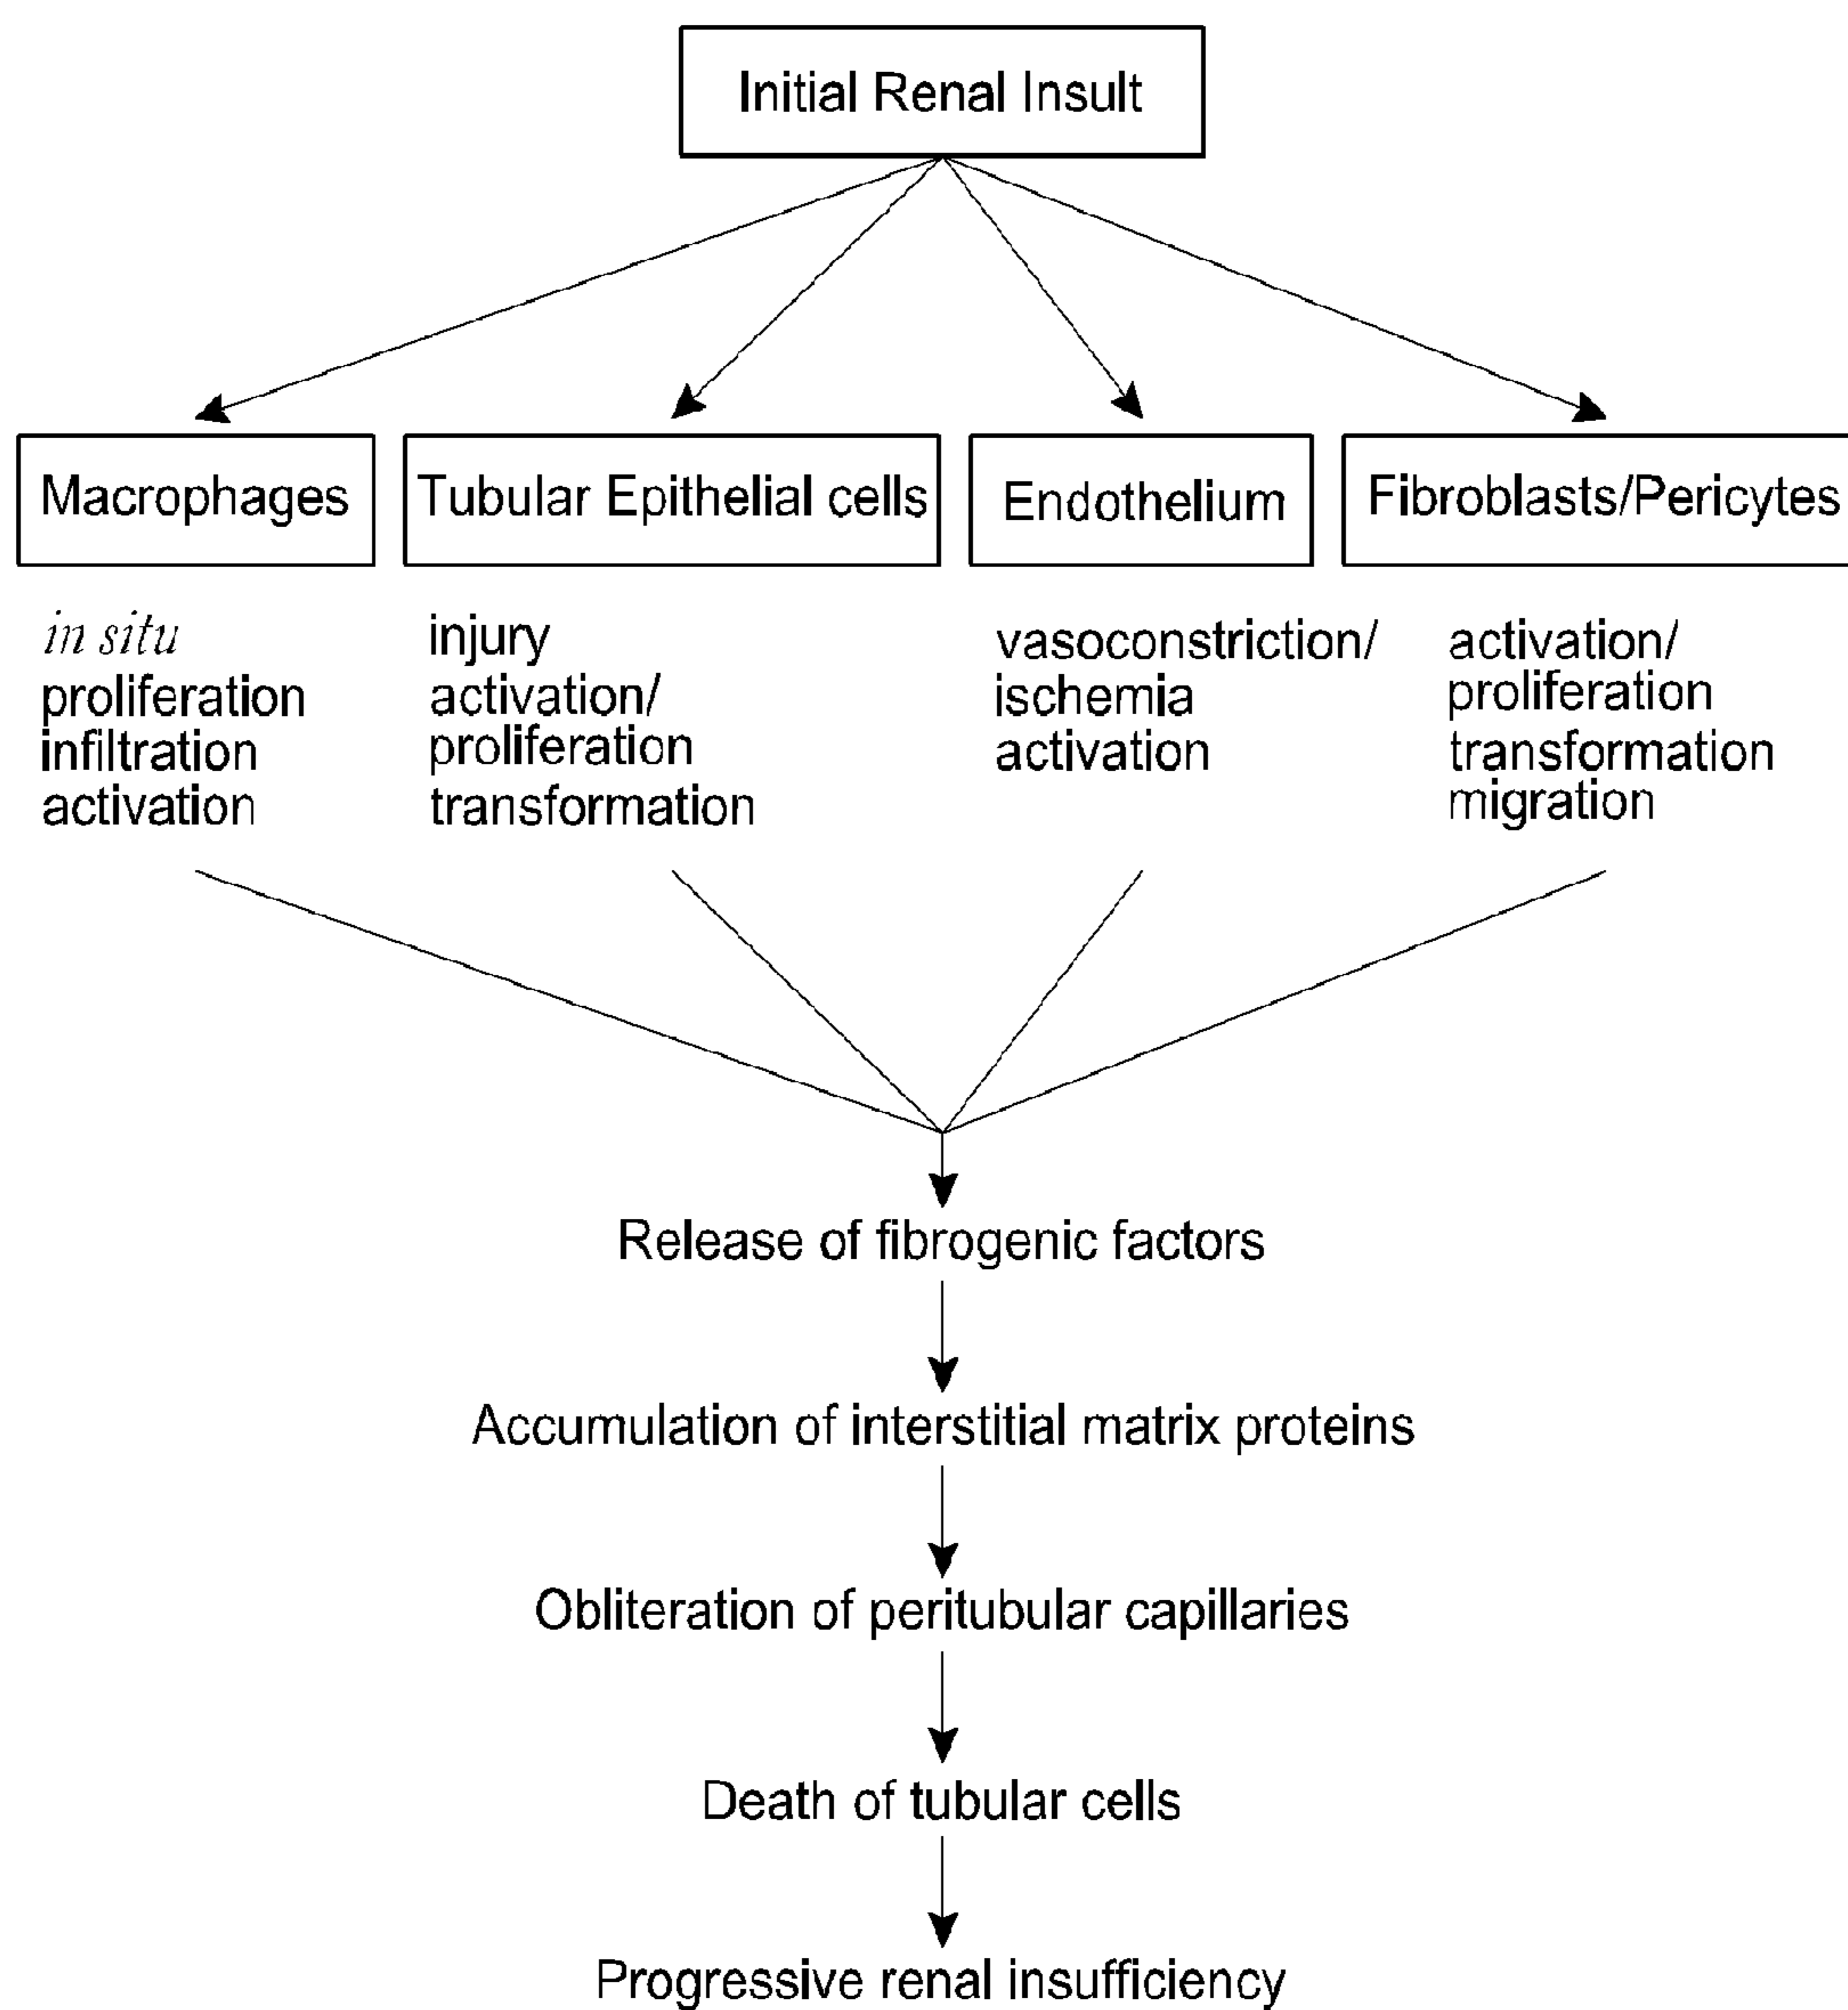 Initial Renal Insult
Macrophages
in situ
proliferation
infiltration
activation
Tubular Epithelial cells
injury
activation/
proliferation
transformation
Endothelium
vasoconstriction/
ischemia
activation
Fibroblasts/Pericytes
activation/
proliferation
transformation
migration
Release of fibrogenic factors
Accumulation of interstitial matrix proteins
Obliteration of peritubular capillaries
Death of tubular cells
Progressive renal insufficiency